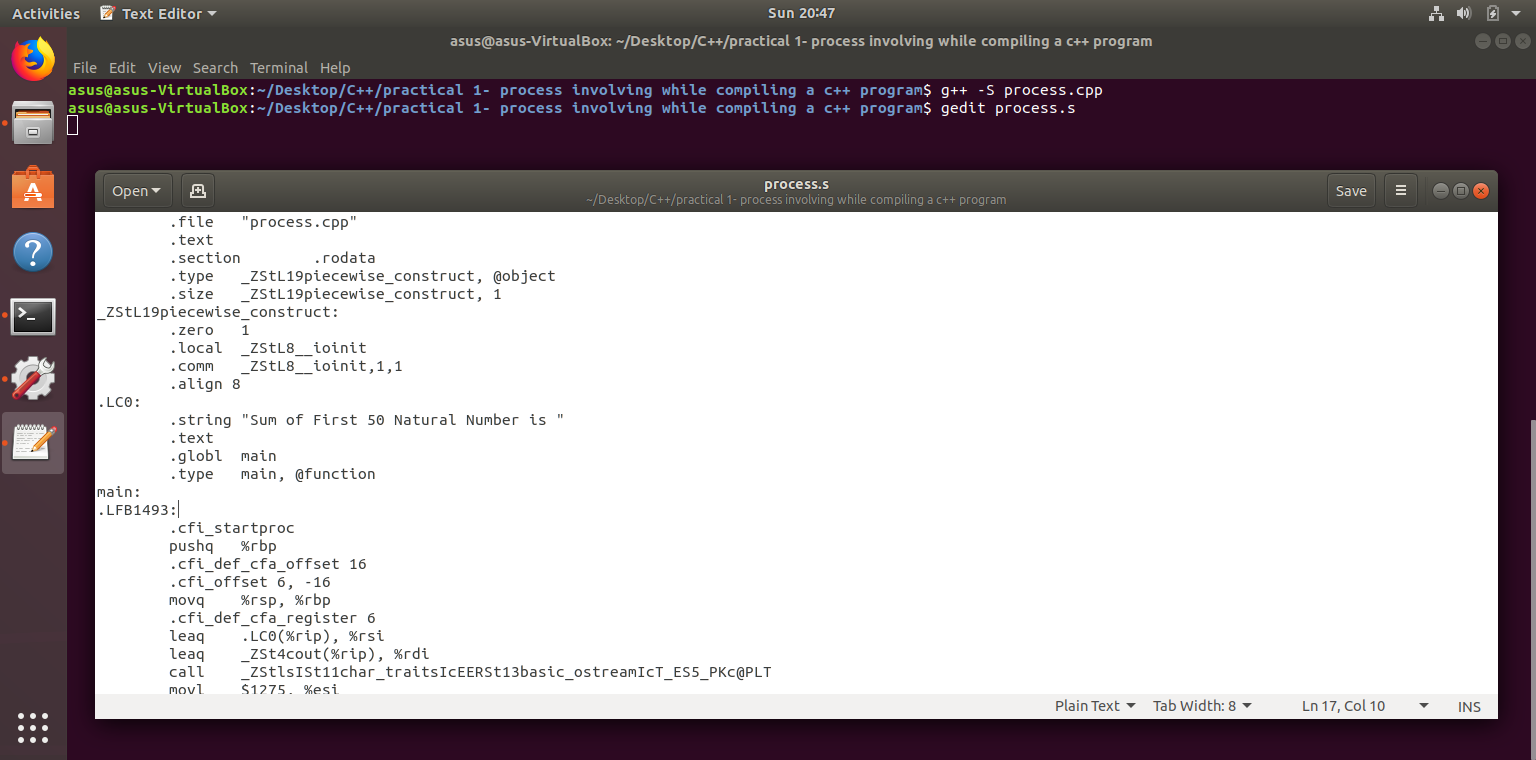 Activities Text Editor Sun 20:47
asus@asus-VirtualBox: ~/Desktop/C++/practical 1- process involving while compiling a c++ program
File Edit View Search Terminal Help
asus@asus-VirtualBox:~/Desktop/C++/practical 1- process involving while compiling a c++ program$ g++ -S process.cpp
asus@asus-VirtualBox:~/Desktop/C++/practical 1- process involving while compiling a c++ program$ gedit process.s
Open process.s Save
~/Desktop/C++/practical 1- process involving while compiling a c++ program
.file "process.cpp"
.text
.section .rodata
.type _ZStL19piecewise_construct, @object
.size _ZStL19piecewise_construct, 1
_ZStL19piecewise_construct:
.zero 1
.local _ZStL8__ioinit
.comm _ZStL8__ioinit,1,1
.align 8
.LC0:
.string "Sum of First 50 Natural Number is "
.text
.globl main
.type main, @function
main:
.LFB1493:
.cfi_startproc
pushq %rbp
.cfi_def_cfa_offset 16
.cfi_offset 6, -16
movq %rsp, %rbp
.cfi_def_cfa_register 6
leaq .LC0(%rip), %rsi
leaq _ZSt4cout(%rip), %rdi
call _ZStlsISt11char_traitsIcEERSt13basic_ostreamIcT_ES5_PKc@PLT
movl $1275, %esi
Plain Text Tab Width: 8 Ln 17, Col 10 INS